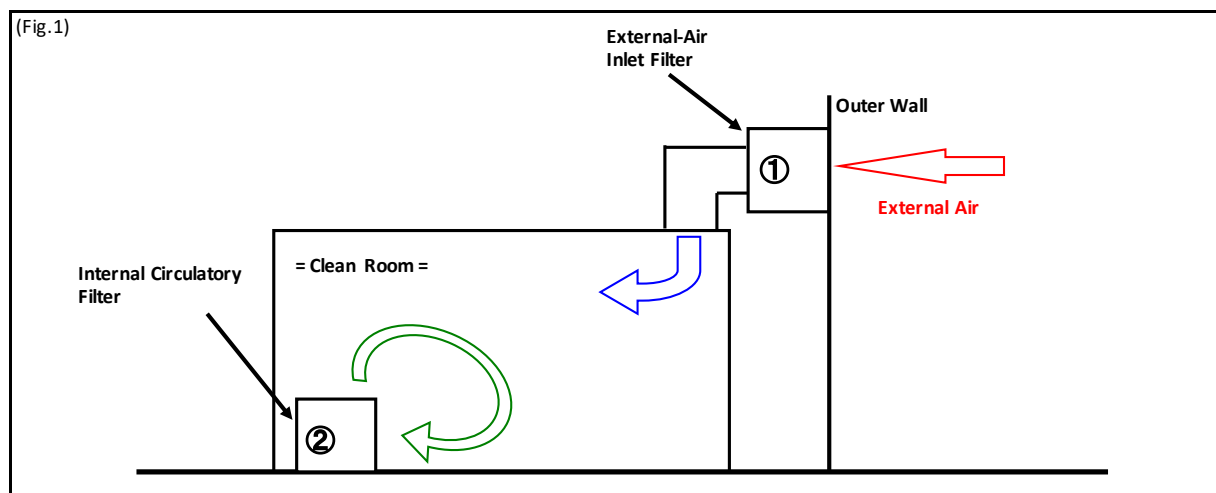 (Fig.1)
External-Air
Inlet Filter
Outer Wall
①
External Air
= Clean Room =
Internal Circulatory
Filter
②